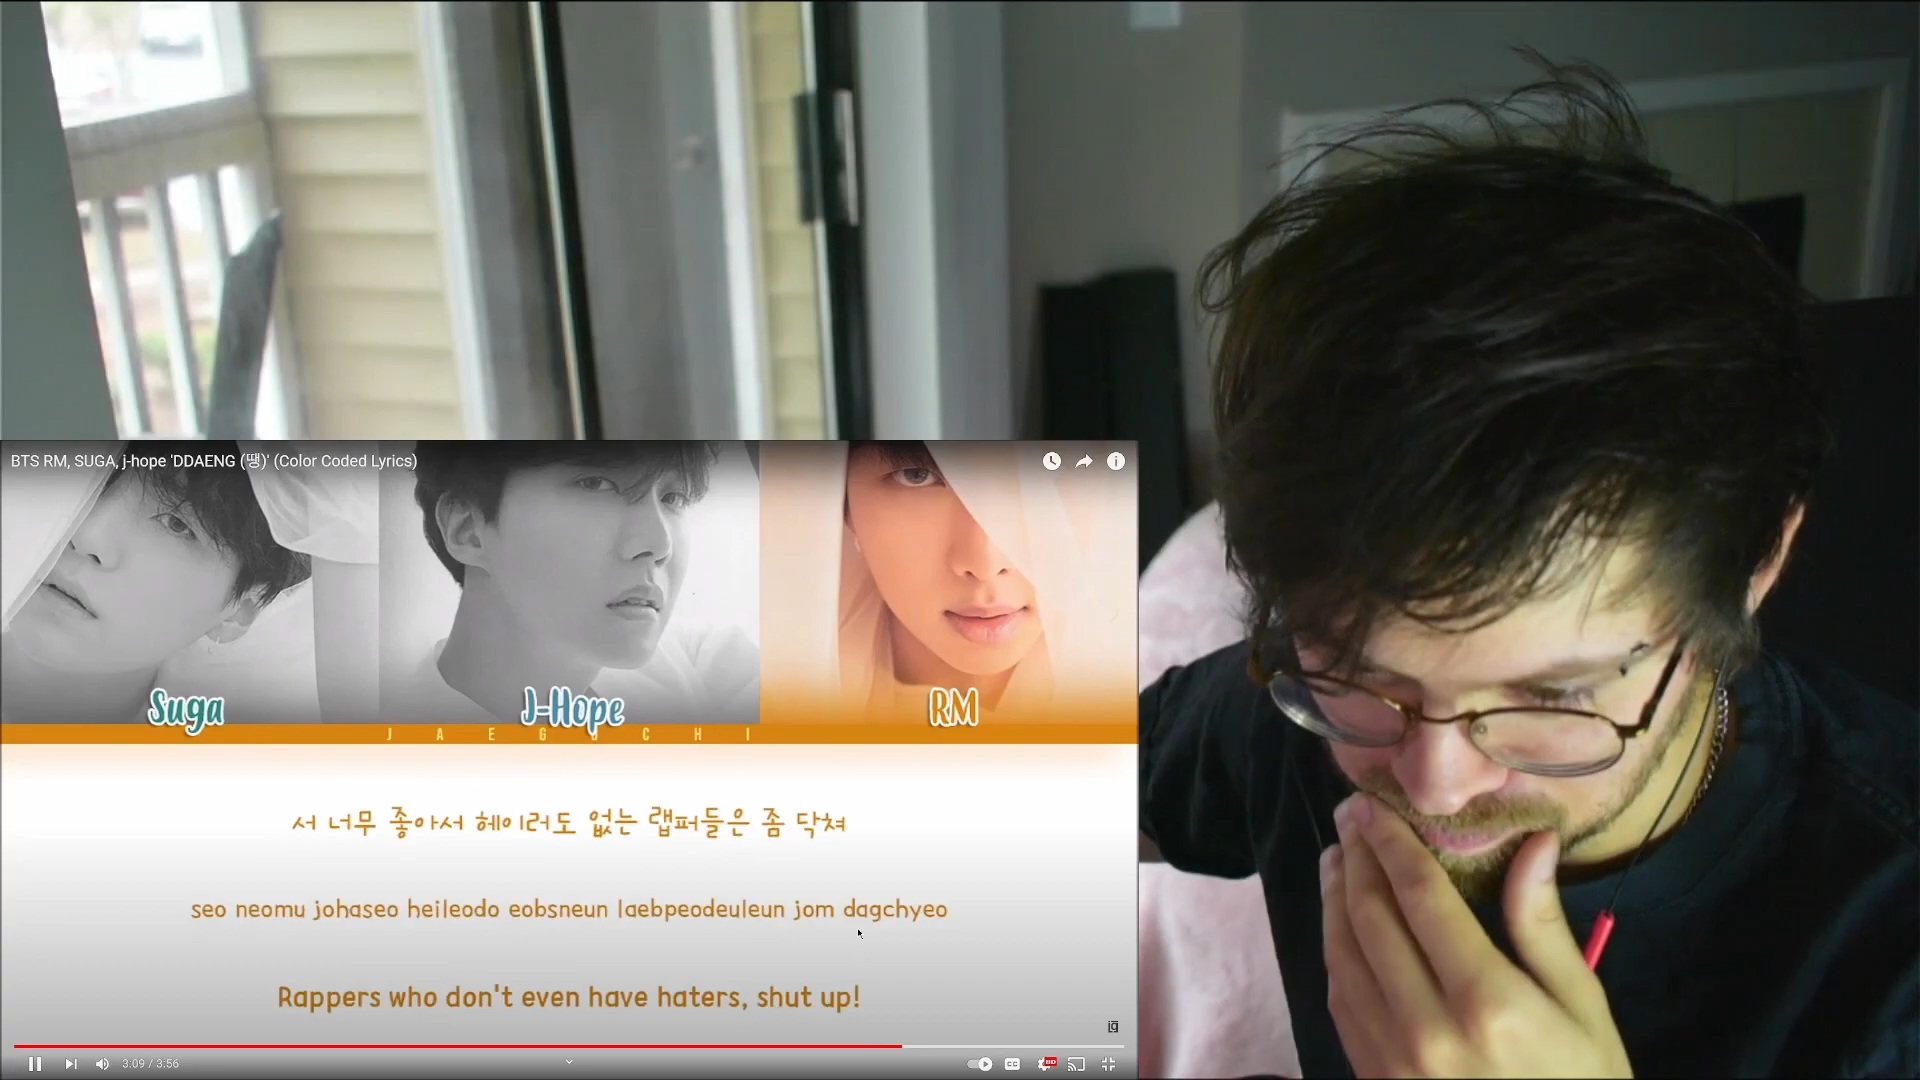 BTS RM, SUGA, j-hope 'DDAENG (땡)' (Color Coded Lyrics)
Suga
J-Hope
RM
J A E G U C H I
서 너무 좋아서 헤이러도 없는 랩퍼들은 좀 닥쳐
seo neomu johaseo heileodo eobsneun laebpeodeuleun jom dagchyeo
Rappers who don't even have haters, shut up!
3:09 / 3:56
CC
HD